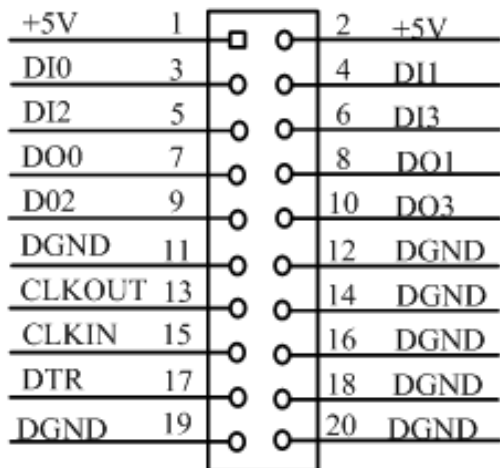 +5V 1 2 +5V
DI0 3 4 DI1
DI2 5 6 DI3
DO0 7 8 DO1
D02 9 10 DO3
DGND 11 12 DGND
CLKOUT 13 14 DGND
CLKIN 15 16 DGND
DTR 17 18 DGND
DGND 19 20 DGND